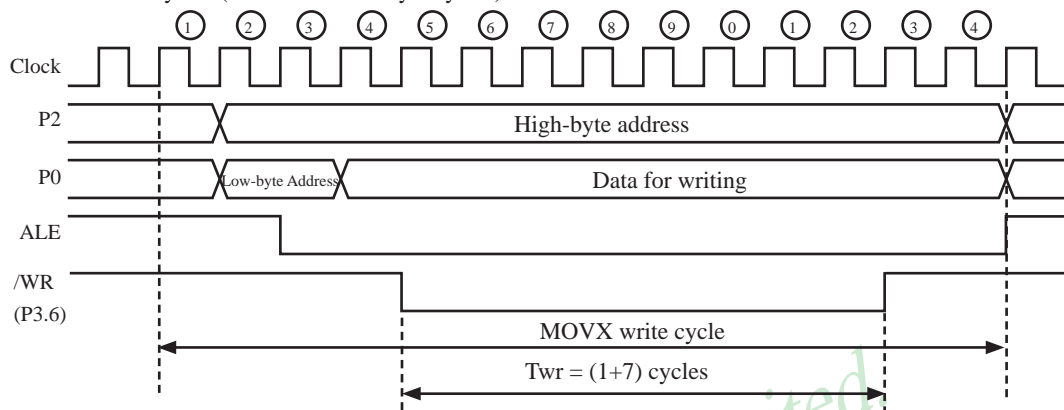 ① ② ③ ④ ⑤ ⑥ ⑦ ⑧ ⑨ ⓪ ① ② ③ ④
Clock
P2
High-byte address
P0
Low-byte Address
Data for writing
ALE
/WR
(P3.6)
MOVX write cycle
Twr = (1+7) cycles